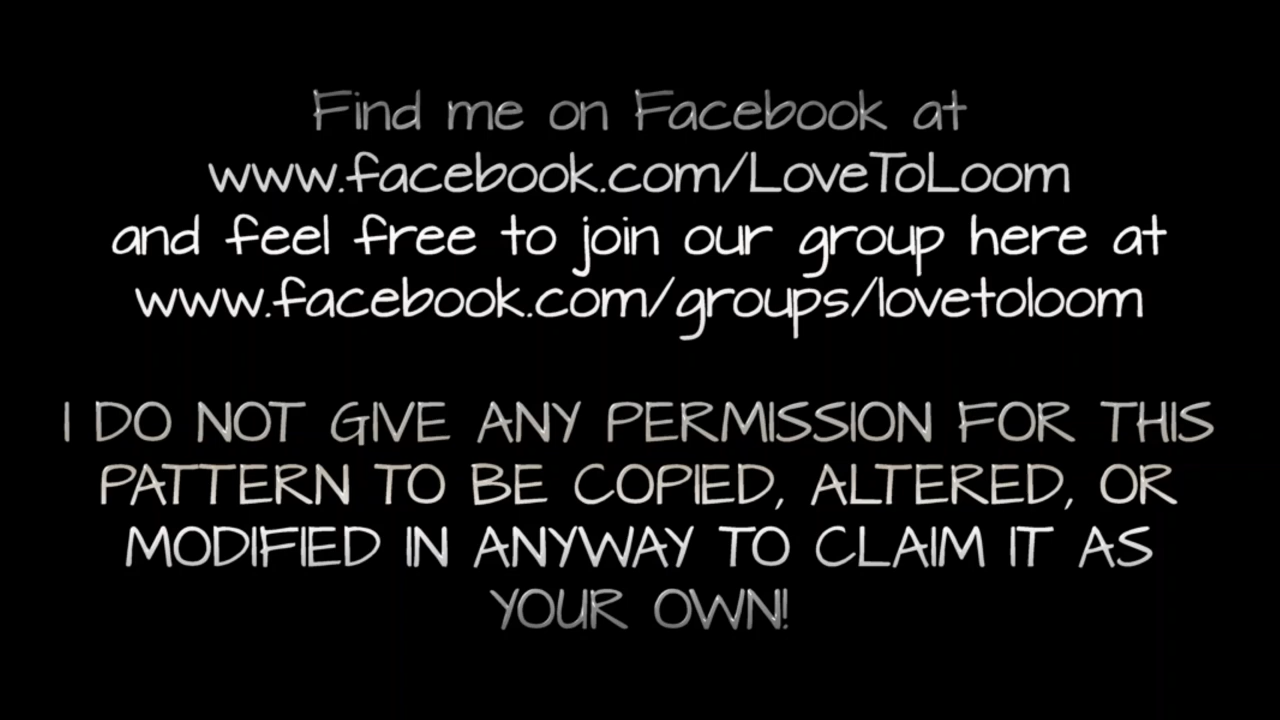 Find me on Facebook at
www.facebook.com/LoveToLoom
and feel free to join our group here at
www.facebook.com/groups/lovetoloom
I DO NOT GIVE ANY PERMISSION FOR THIS
PATTERN TO BE COPIED, ALTERED, OR
MODIFIED IN ANYWAY TO CLAIM IT AS
YOUR OWN!